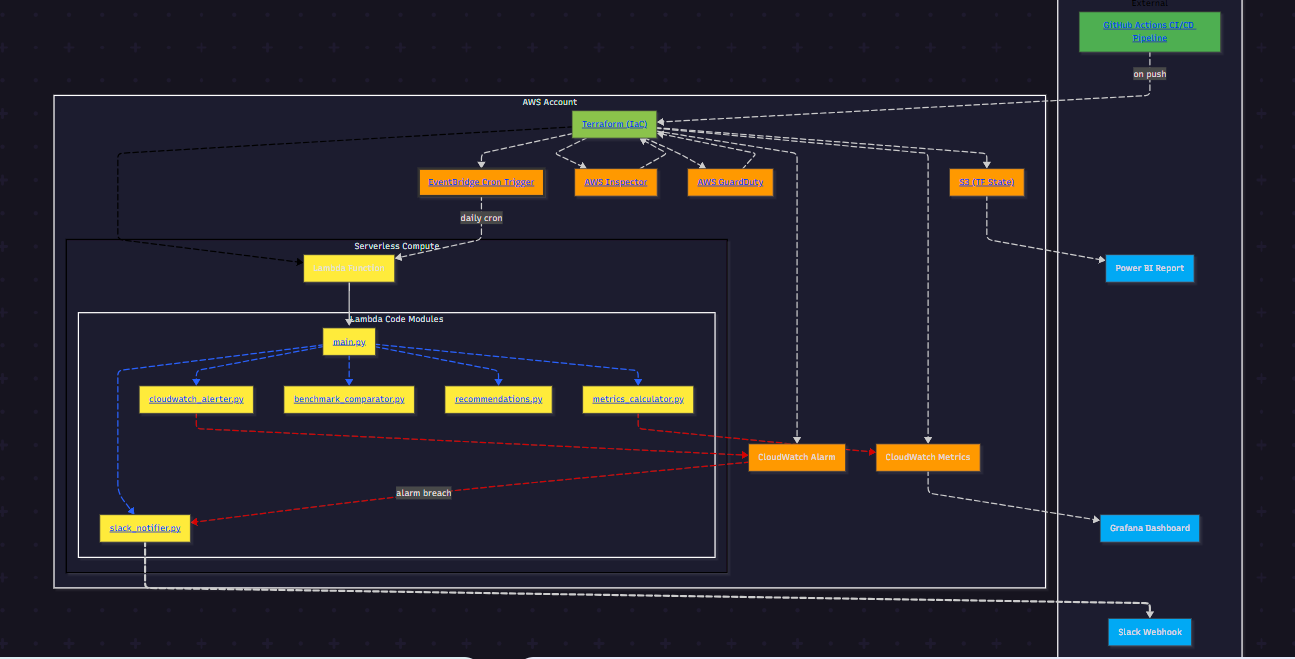 External
GitHub Actions CI/CD
Pipeline
on push
AWS Account
Terraform (IaC)
EventBridge Cron Trigger
AWS Inspector
AWS GuardDuty
S3 (TF State)
daily cron
Serverless Compute
Lambda Function
Power BI Report
Lambda Code Modules
main.py
cloudwatch_alerter.py
benchmark_comparator.py
recommendations.py
metrics_calculator.py
CloudWatch Alarm
CloudWatch Metrics
alarm breach
slack_notifier.py
Grafana Dashboard
Slack Webhook